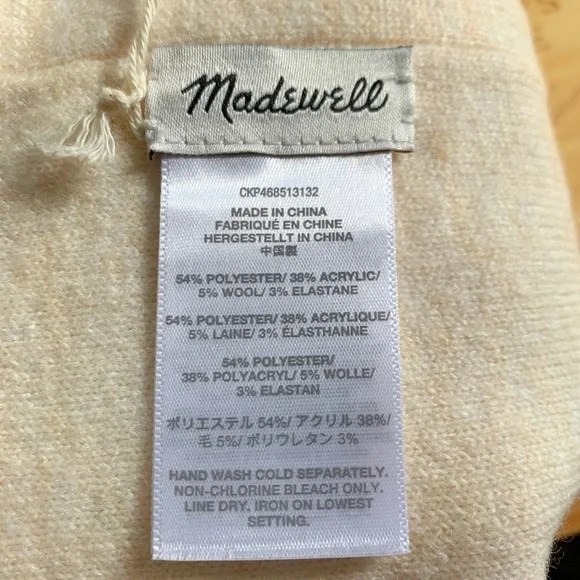 Madewell
CKP468513132
MADE IN CHINA
FABRIQUÉ EN CHINE
HERGESTELLT IN CHINA
中国製
54% POLYESTER/ 38% ACRYLIC/
5% WOOL/ 3% ELASTANE
54% POLYESTER/ 38% ACRYLIQUE/
5% LAINE/ 3% ÉLASTHANNE
54% POLYESTER/
38% POLYACRYL/ 5% WOLLE/
3% ELASTAN
ポリエステル 54%/ アクリル 38%/
毛 5%/ ポリウレタン 3%
HAND WASH COLD SEPARATELY.
NON-CHLORINE BLEACH ONLY.
LINE DRY. IRON ON LOWEST
SETTING.